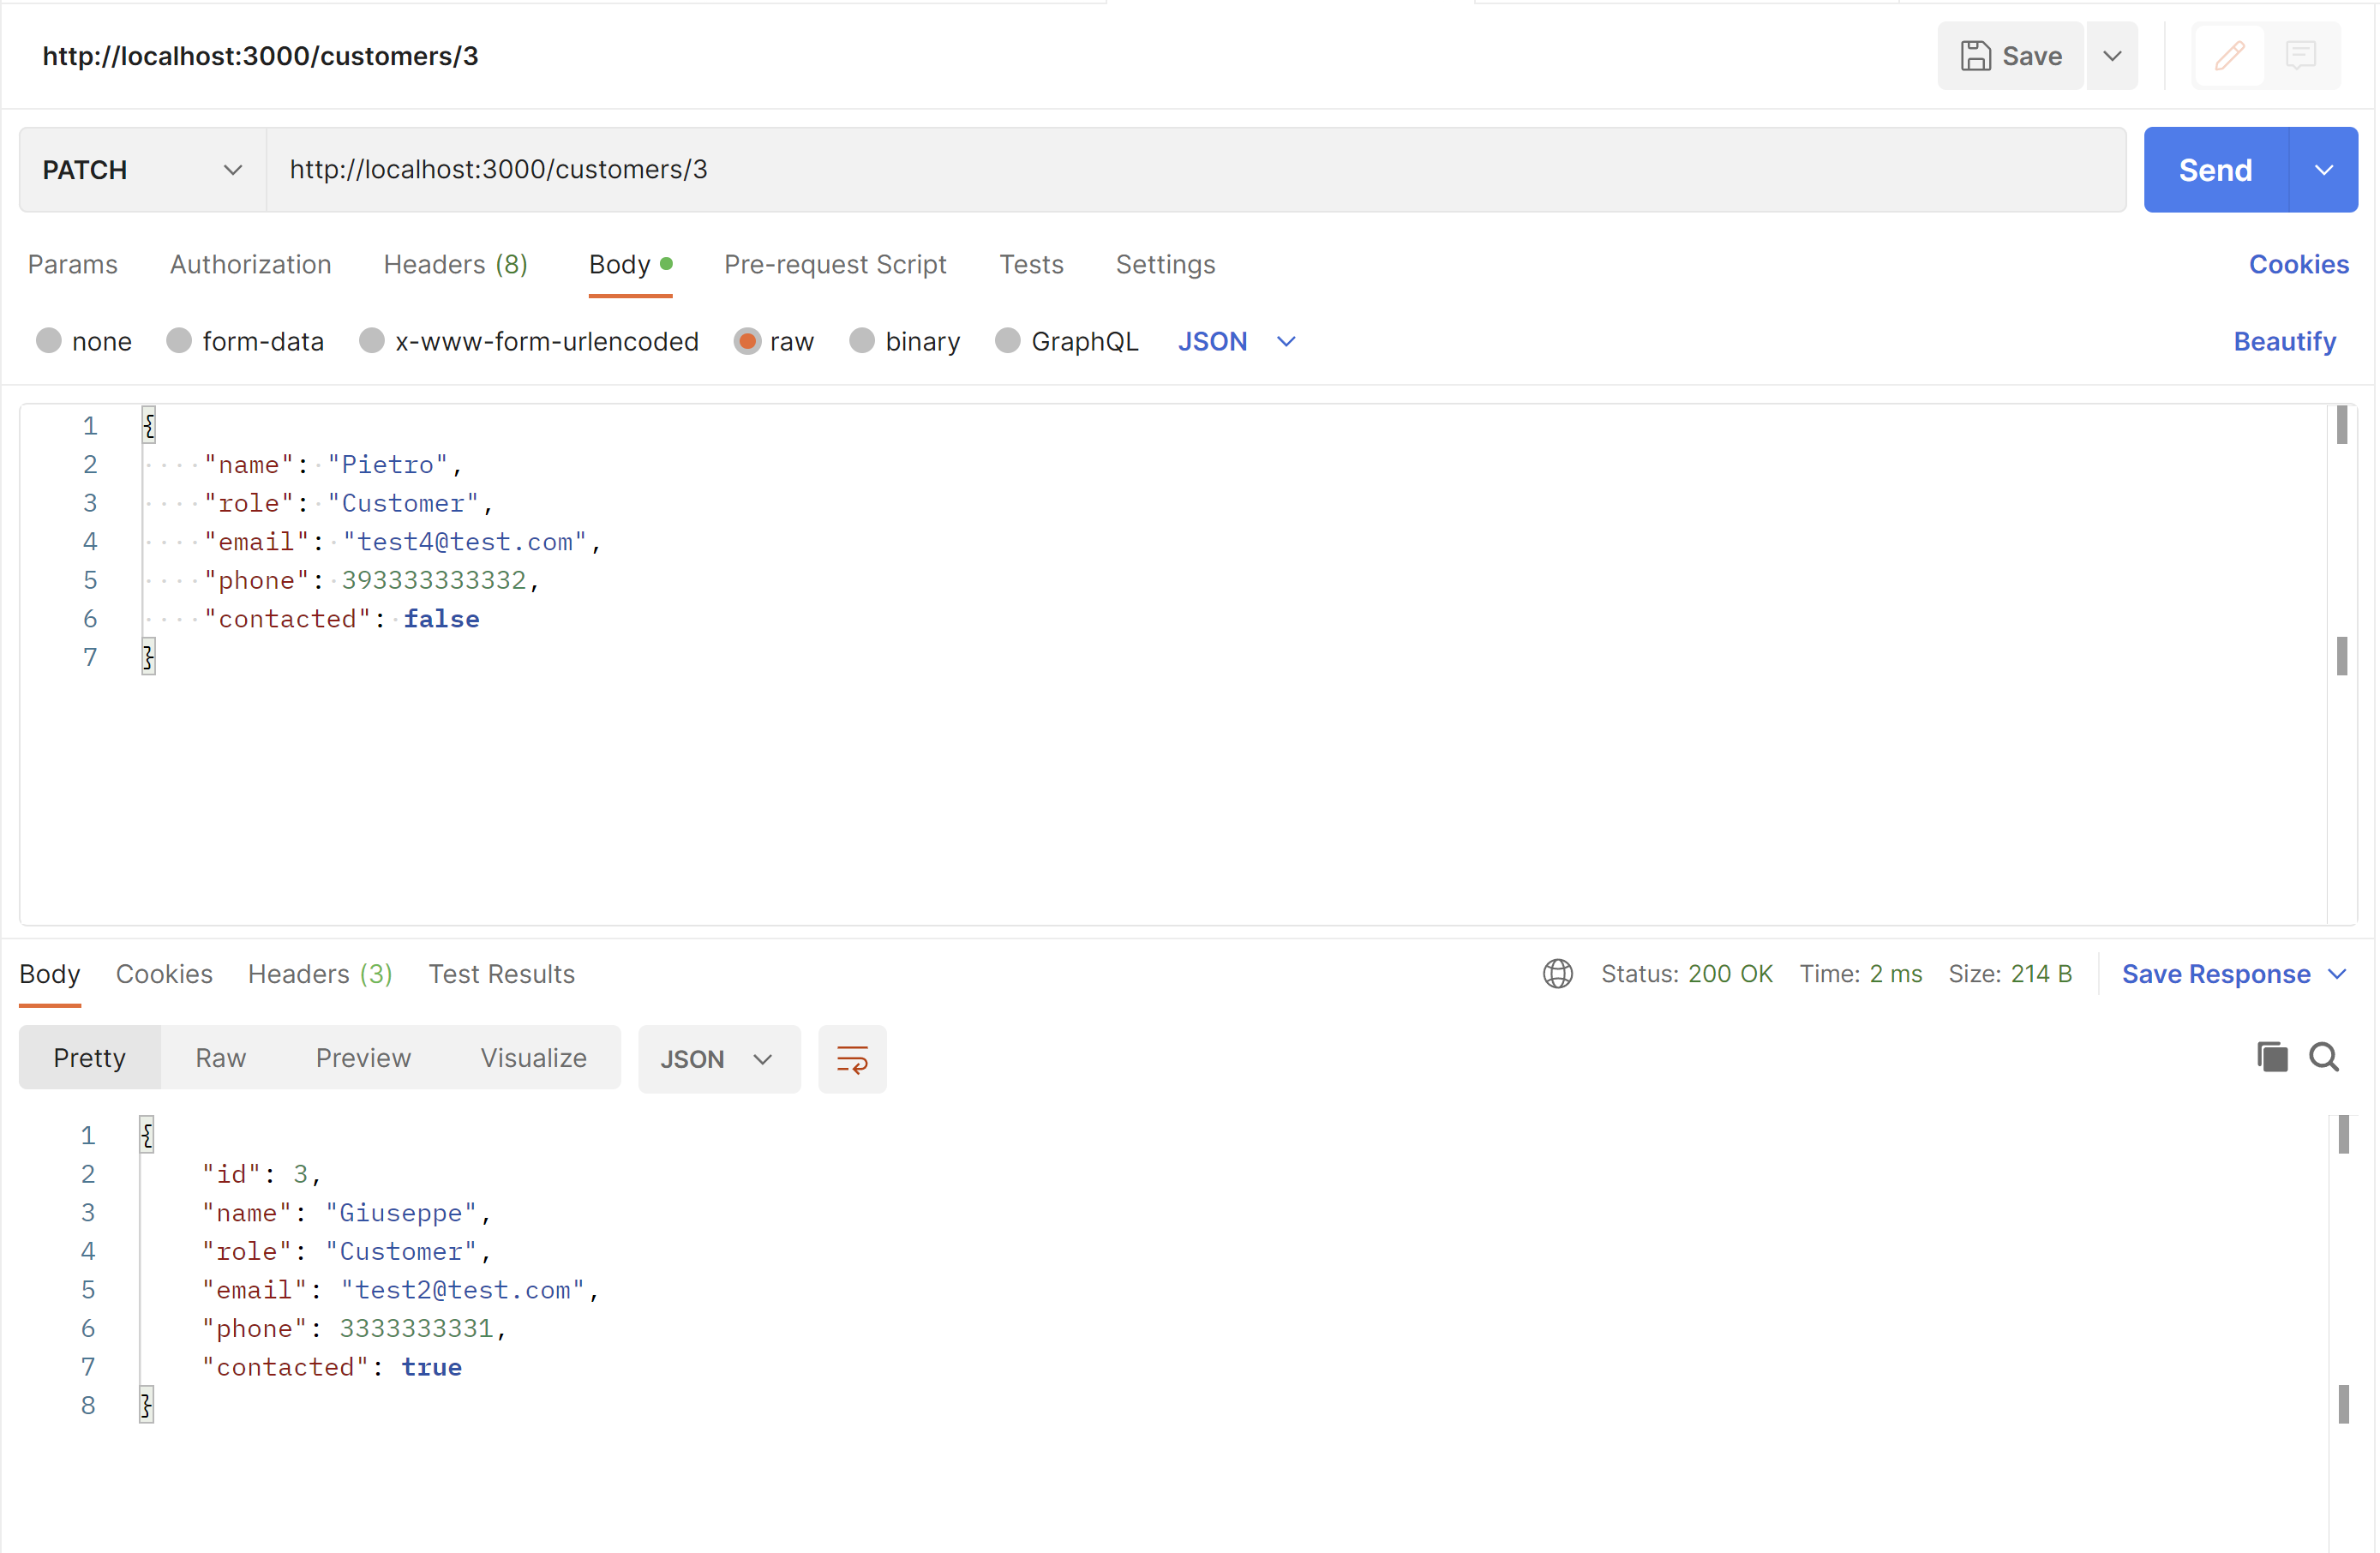 http://localhost:3000/customers/3
Save
PATCH
http://localhost:3000/customers/3
Send
Params Authorization Headers (8) Body Pre-request Script Tests Settings Cookies
none form-data x-www-form-urlencoded raw binary GraphQL JSON Beautify
1 {
2 "name": "Pietro",
3 "role": "Customer",
4 "email": "test4@test.com",
5 "phone": 393333333332,
6 "contacted": false
7 }
Body Cookies Headers (3) Test Results Status: 200 OK Time: 2 ms Size: 214 B Save Response
Pretty Raw Preview Visualize JSON
1 {
2 "id": 3,
3 "name": "Giuseppe",
4 "role": "Customer",
5 "email": "test2@test.com",
6 "phone": 3333333331,
7 "contacted": true
8 }